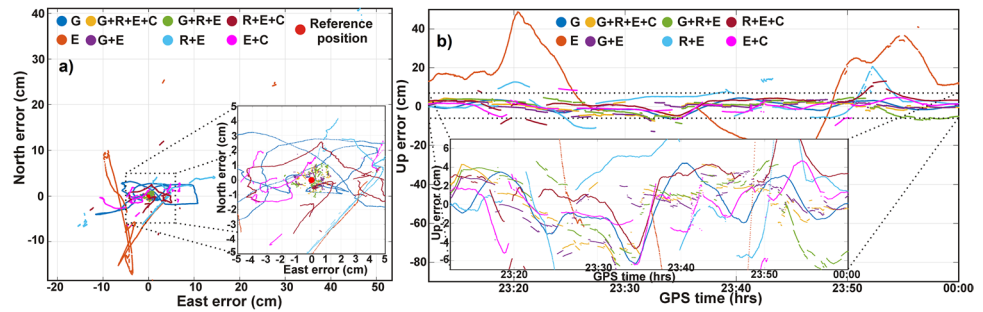 a)
G G+R+E+C G+R+E R+E+C Reference position
E G+E R+E E+C
North error (cm)
40
30
20
10
0
-10
-20 -10 0 10 20 30 40 50
East error (cm)
North error (cm)
5
4
3
2
1
0
-1
-2
-3
-4
-5
-5 -4 -3 -2 -1 0 1 2 3 4 5
East error (cm)
b)
G G+R+E+C G+R+E R+E+C
E G+E R+E E+C
Up error (cm)
40
20
0
-20
-40
-60
-80
23:20 23:30 23:40 23:50 00:00
GPS time (hrs)
Up error (cm)
6
4
2
0
-2
-4
-6
23:20 23:30 23:40 23:50 00:00
GPS time (hrs)